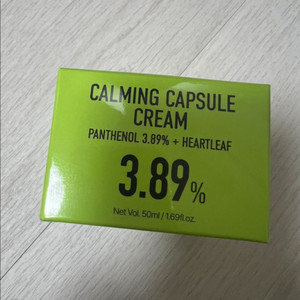 CALMING CAPSULE
CREAM
PANTHENOL 3.89% + HEARTLEAF
3.89%
Net Vol. 50ml / 1.69fl.oz.